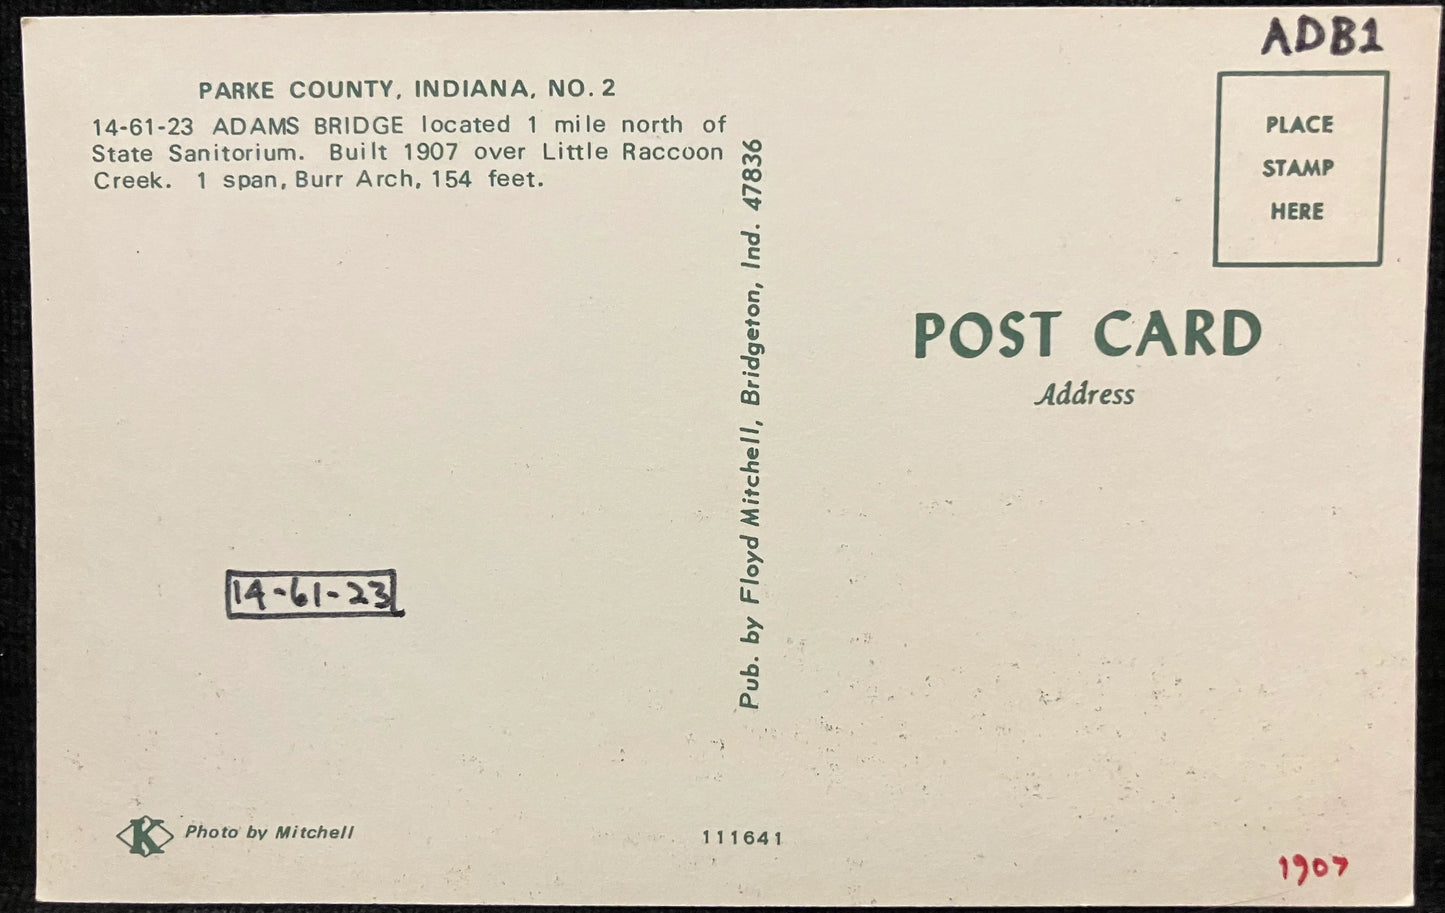 ADB1
PARKE COUNTY, INDIANA, NO. 2
14-61-23 ADAMS BRIDGE located 1 mile north of
State Sanitorium. Built 1907 over Little Raccoon
Creek. 1 span, Burr Arch, 154 feet.
Pub. by Floyd Mitchell, Bridgeton, Ind. 47836
PLACE
STAMP
HERE
POST CARD
Address
14-61-23
K
Photo by Mitchell
111641
1907